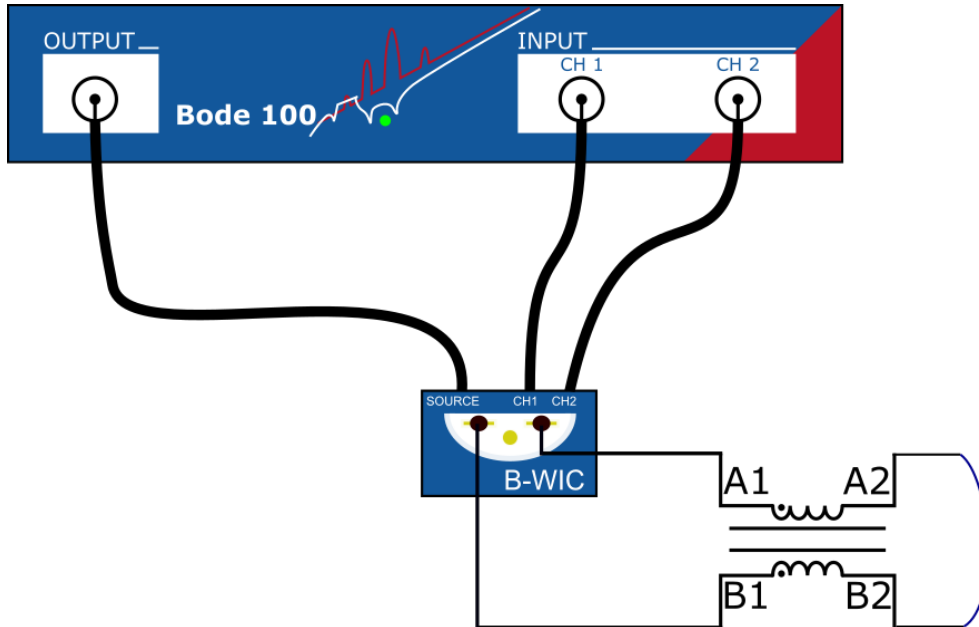 OUTPUT INPUT
CH 1 CH 2
Bode 100
SOURCE CH1 CH2
B-WIC
A1 A2
B1 B2